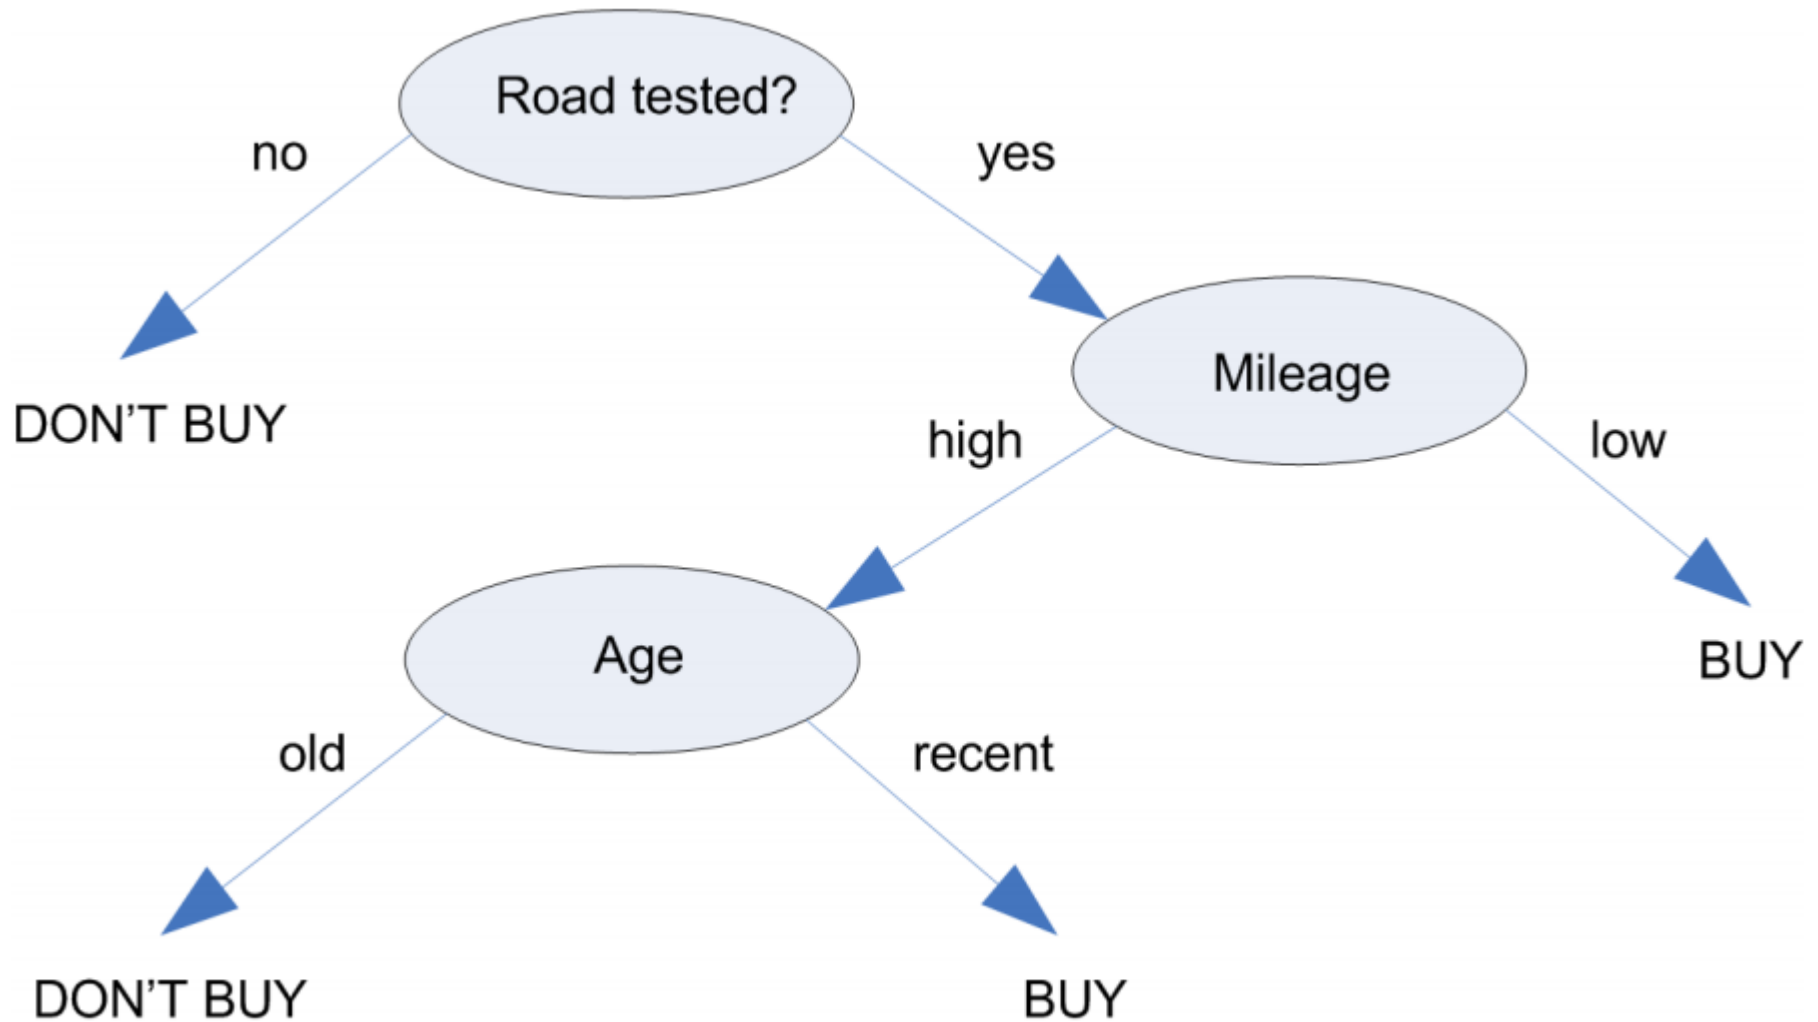 Road tested?
no
yes
DON’T BUY
Mileage
high
low
Age
BUY
old
recent
DON’T BUY
BUY